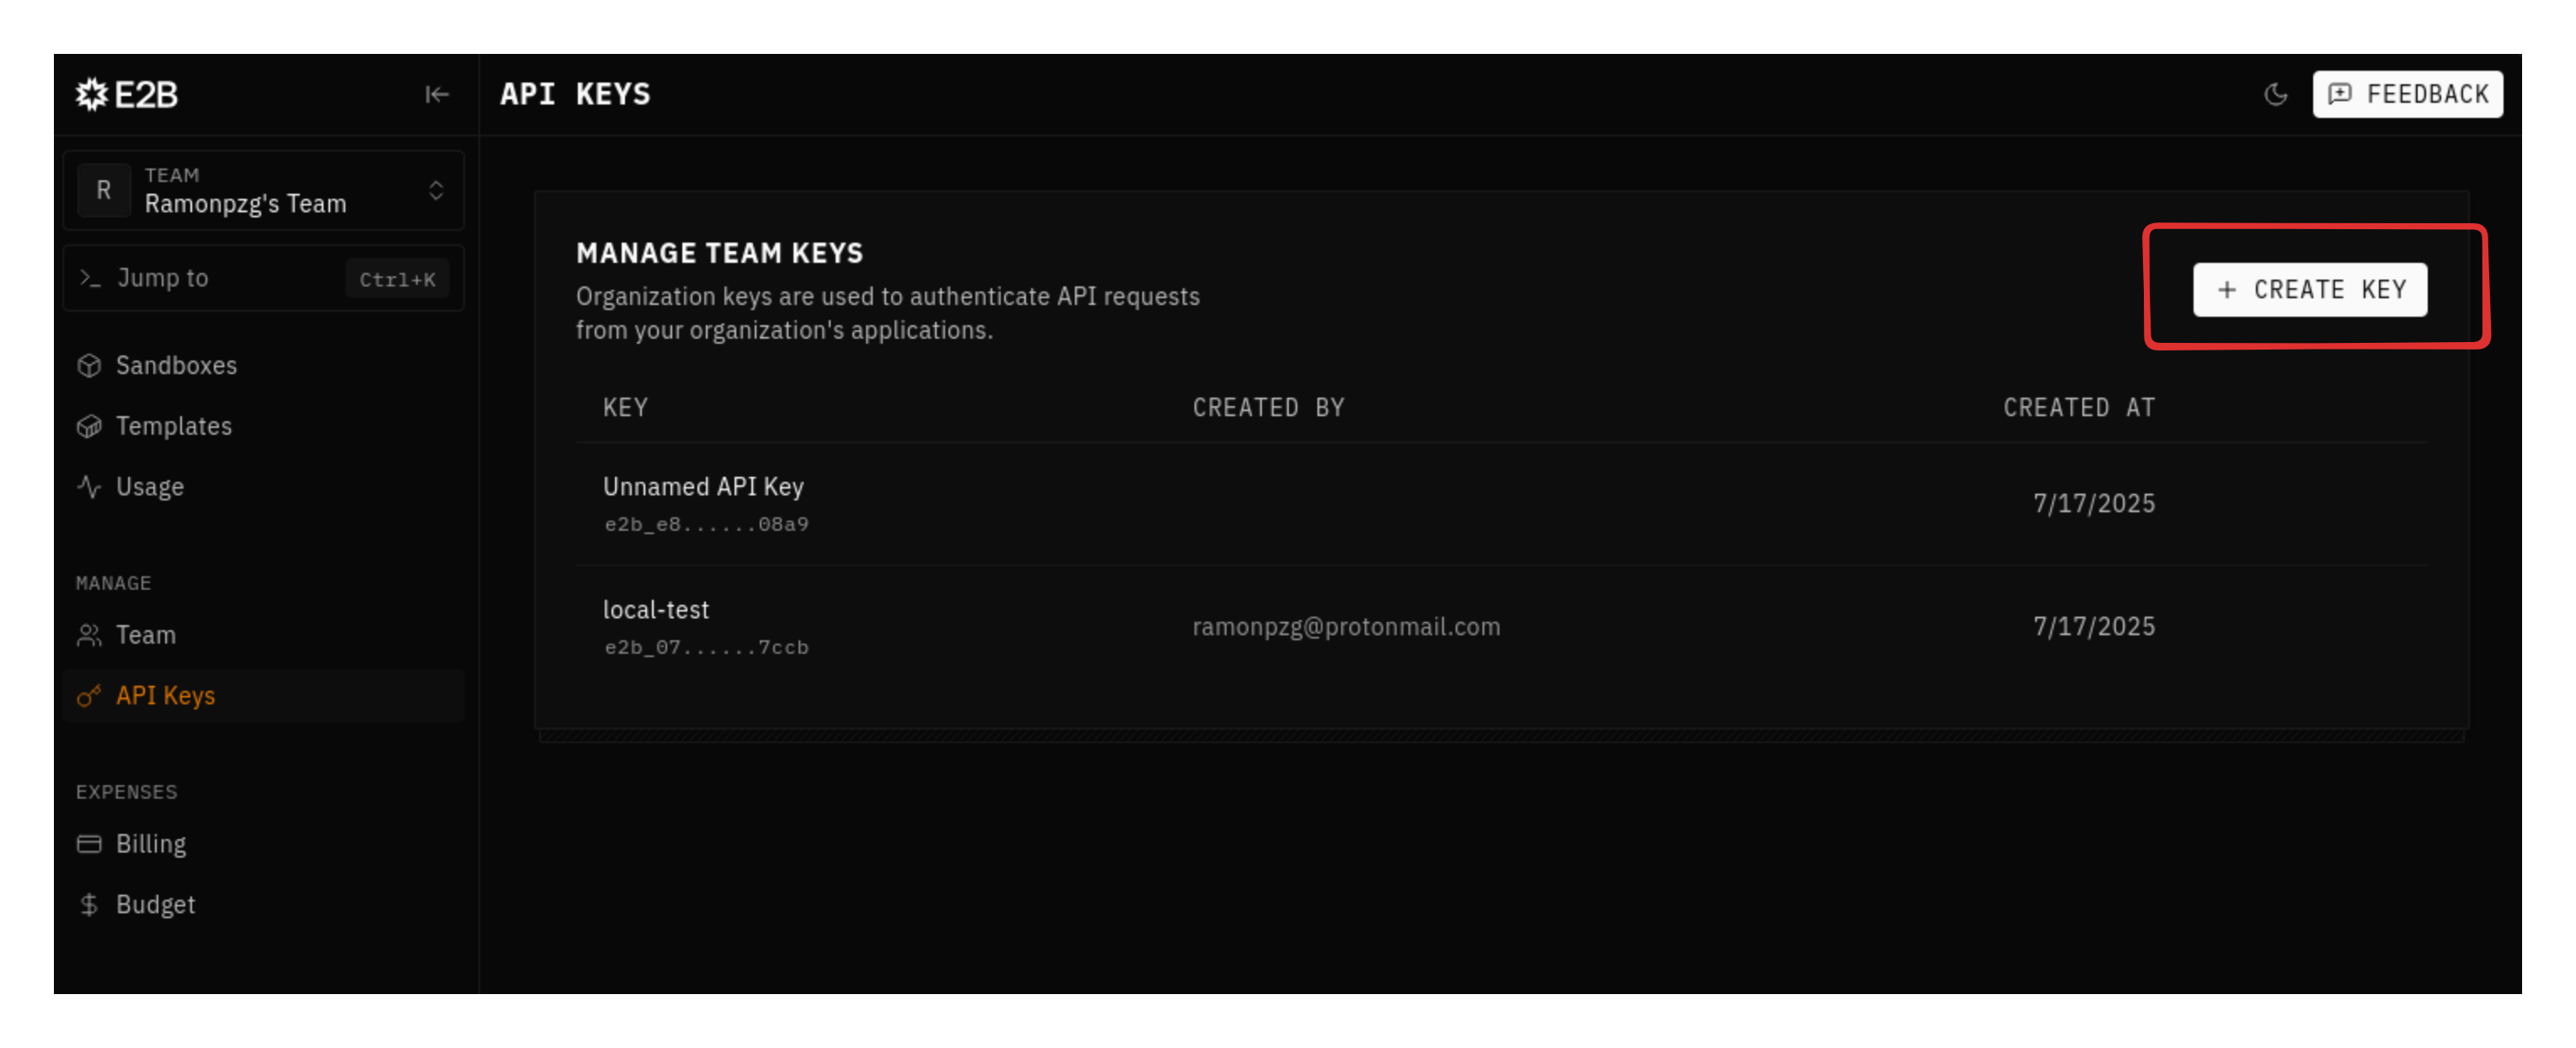 E2B
TEAM
R
Ramonpzg's Team
>_ Jump to
Ctrl+K
Sandboxes
Templates
Usage
MANAGE
Team
API Keys
EXPENSES
Billing
$ Budget
API KEYS
FEEDBACK
MANAGE TEAM KEYS
Organization keys are used to authenticate API requests
from your organization's applications.
+ CREATE KEY
KEY
CREATED BY
CREATED AT
Unnamed API Key
e2b_e8......08a9
7/17/2025
local-test
e2b_07......7ccb
ramonpzg@protonmail.com
7/17/2025